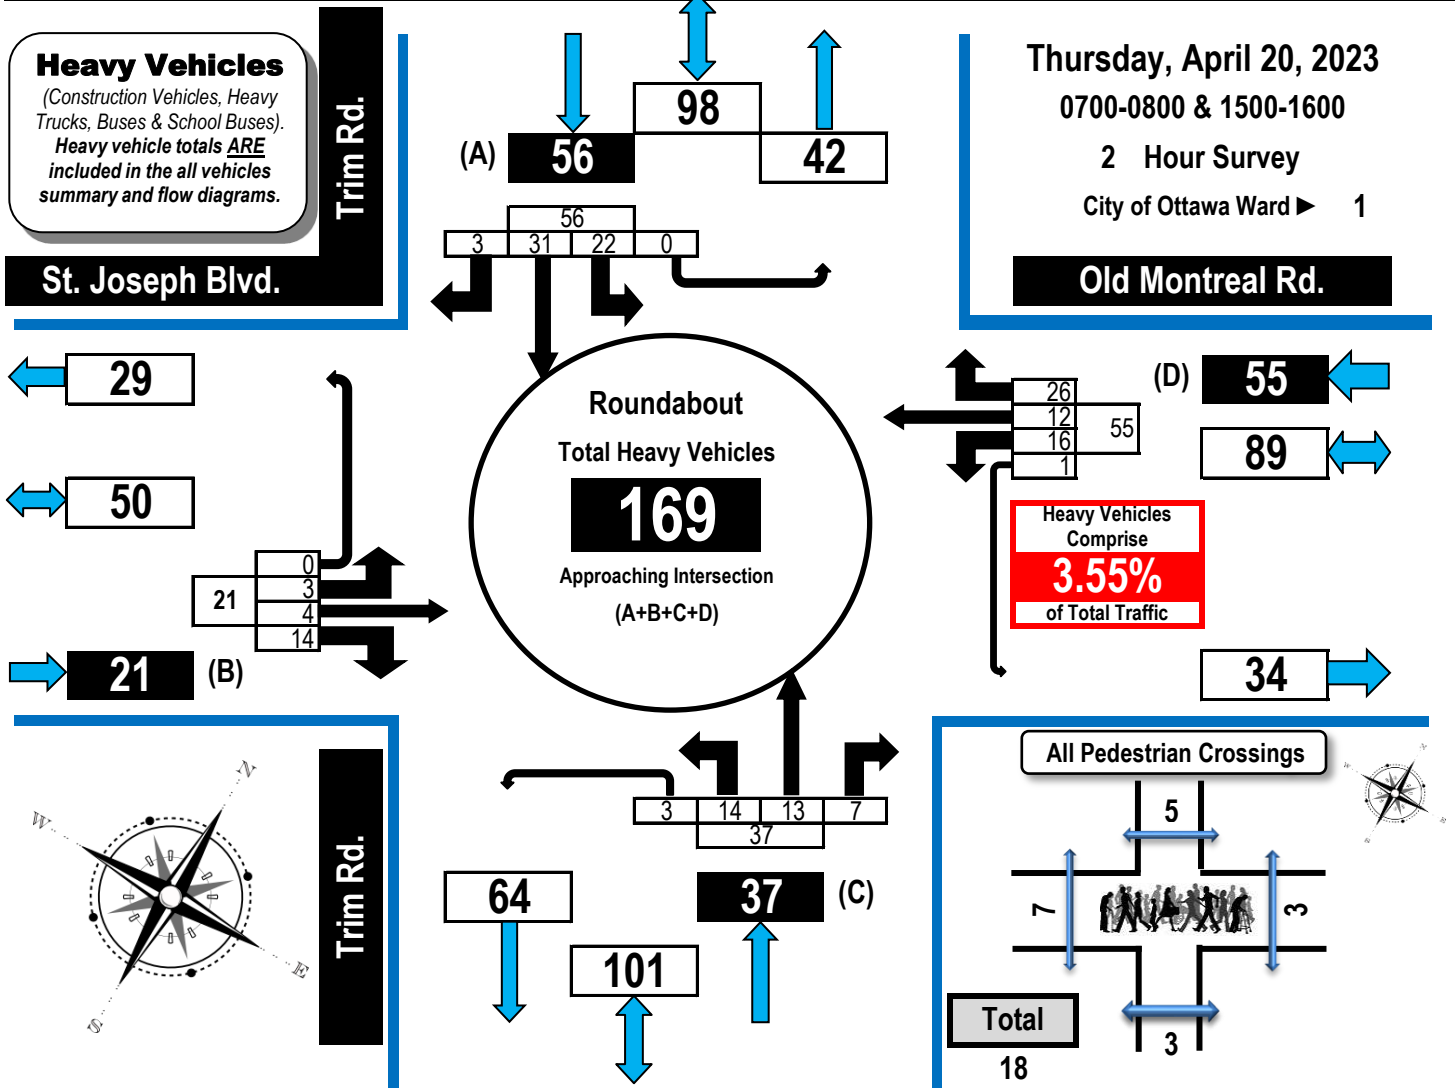 Heavy Vehicles
(Construction Vehicles, Heavy
Trucks, Buses & School Buses).
Heavy vehicle totals ARE
included in the all vehicles
summary and flow diagrams.
Trim Rd.
St. Joseph Blvd.
98
(A) 56
42
56
3 31 22 0
Thursday, April 20, 2023
0700-0800 & 1500-1600
2 Hour Survey
City of Ottawa Ward ► 1
Old Montreal Rd.
29
50
0
3
4
14
21
21 (B)
Roundabout
Total Heavy Vehicles
169
Approaching Intersection
(A+B+C+D)
(D) 55
26
12
16
1
55
89
Heavy Vehicles
Comprise
3.55%
of Total Traffic
34
N
W
E
S
Trim Rd.
3 14 13 7
37
64
37 (C)
101
All Pedestrian Crossings
N
W
E
S
5
7
3
3
Total
18